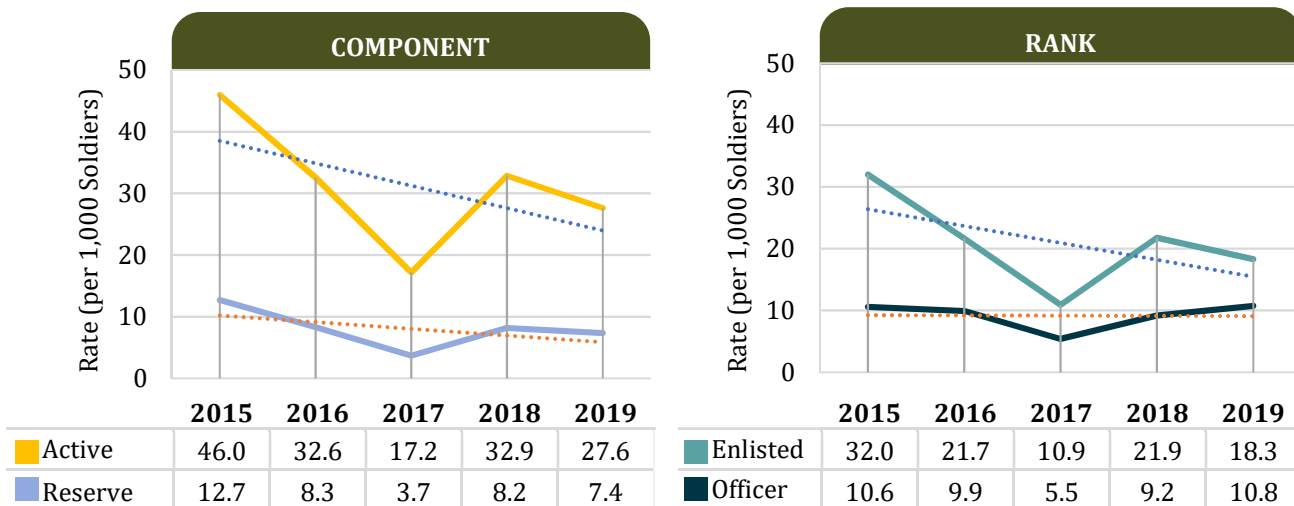 COMPONENT
Rate (per 1,000 Soldiers)
50
40
30
20
10
0
2015 2016 2017 2018 2019
Active 46.0 32.6 17.2 32.9 27.6
Reserve 12.7 8.3 3.7 8.2 7.4
RANK
Rate (per 1,000 Soldiers)
50
40
30
20
10
0
2015 2016 2017 2018 2019
Enlisted 32.0 21.7 10.9 21.9 18.3
Officer 10.6 9.9 5.5 9.2 10.8